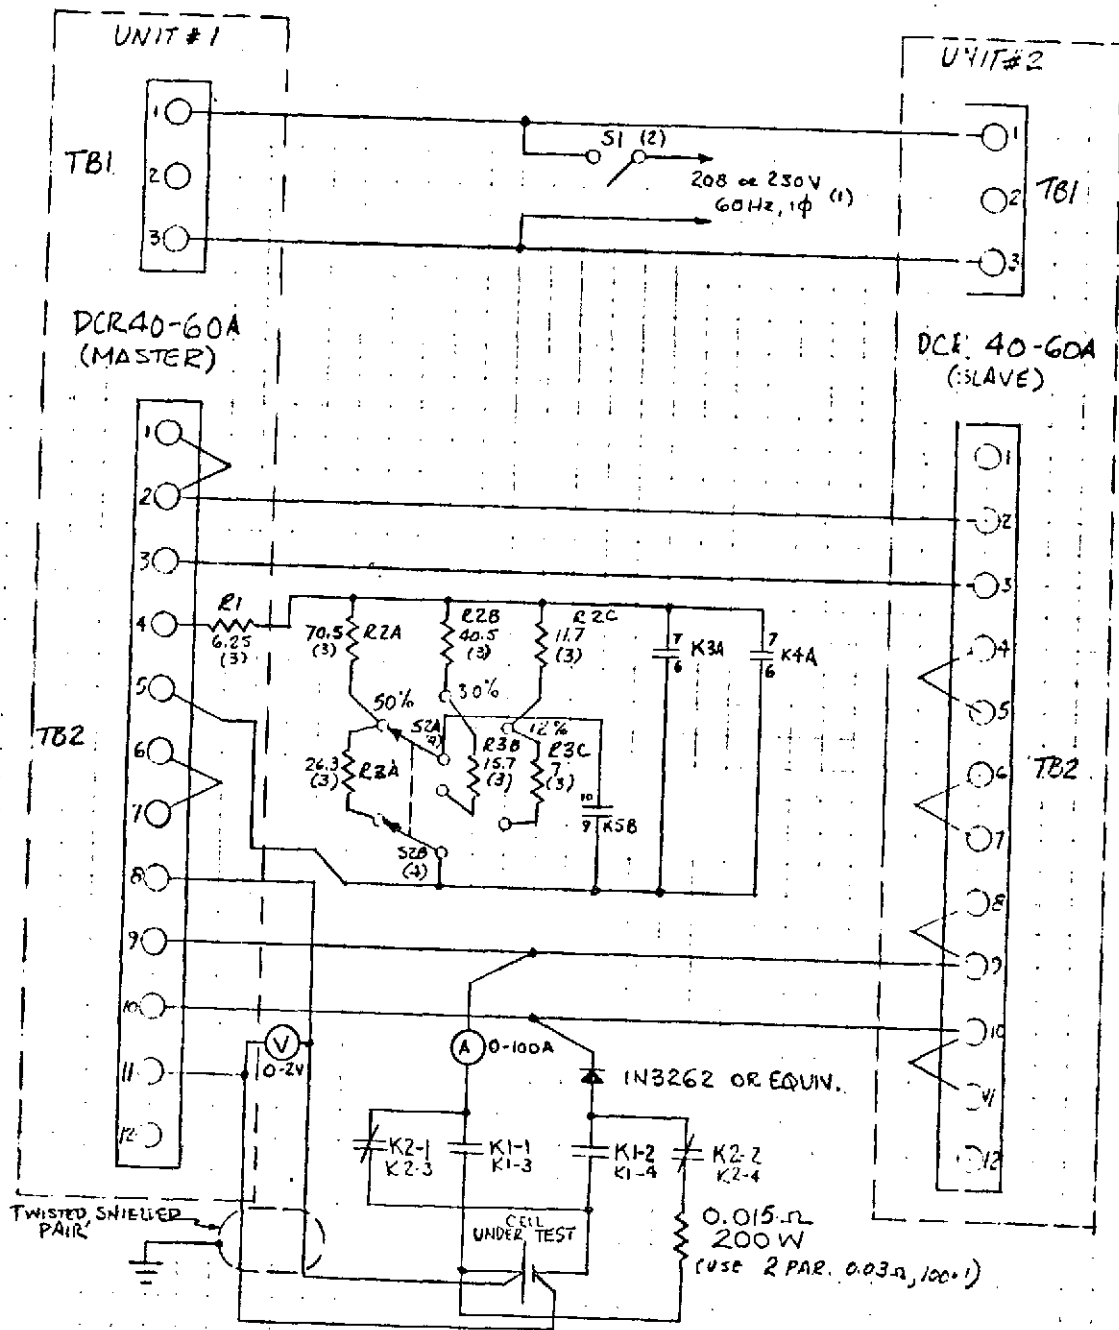 UNIT #1
UNIT #2
TB1
1
2
3
S1 (2)
208 or 230V (1)
60Hz, 1φ
1
2
3
TB1
DCR40-60A
(MASTER)
DCR 40-60A
(SLAVE)
TB2
1
2
3
4
5
6
7
8
9
10
11
12
R1
6.25
(3)
70.5
(3)
R2A
R2B
40.5
(3)
R2C
11.7
(3)
7
6
K3A
7
6
K4A
50%
30%
12%
S2A
(4)
26.3
(3)
R3A
R3B
15.7
(3)
R3C
7
(3)
10
9
K5B
S2B
(4)
1
2
3
4
5
6
7
8
9
10
11
12
TB2
V
0-2V
A
0-100A
1N3262 OR EQUIV.
K2-1
K2-3
K1-1
K1-3
K1-2
K1-4
K2-2
K2-4
TWISTED SHIELDED
PAIR
CELL
UNDER TEST
0.015Ω
200W
(USE 2 PAR. 0.03Ω,